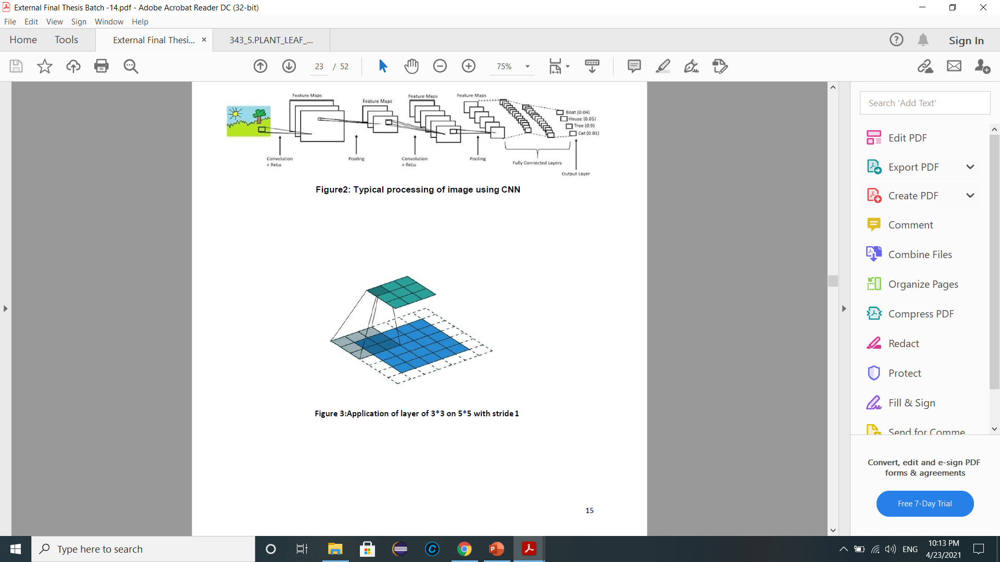 External Final Thesis Batch -14.pdf - Adobe Acrobat Reader DC (32-bit)
File Edit View Sign Window Help
Home Tools External Final Thesi... × 343_5.PLANT_LEAF_... Sign In
23 / 52 75%
Search 'Add Text'
Edit PDF
Export PDF
Create PDF
Comment
Combine Files
Organize Pages
Compress PDF
Redact
Protect
Fill & Sign
Send for Comme
Convert, edit and e-sign PDF
forms & agreements
Free 7-Day Trial
Feature Maps
Feature Maps
Feature Maps
Feature Maps
Boat (0.04)
House (0.05)
Tree (0.9)
Cat (0.01)
Convolution
+ ReLu
Pooling
Convolution
+ ReLu
Pooling
Fully Connected Layers
Output Layer
Figure2: Typical processing of image using CNN
Figure 3:Application of layer of 3*3 on 5*5 with stride1
15
Type here to search
ENG
10:13 PM
4/23/2021